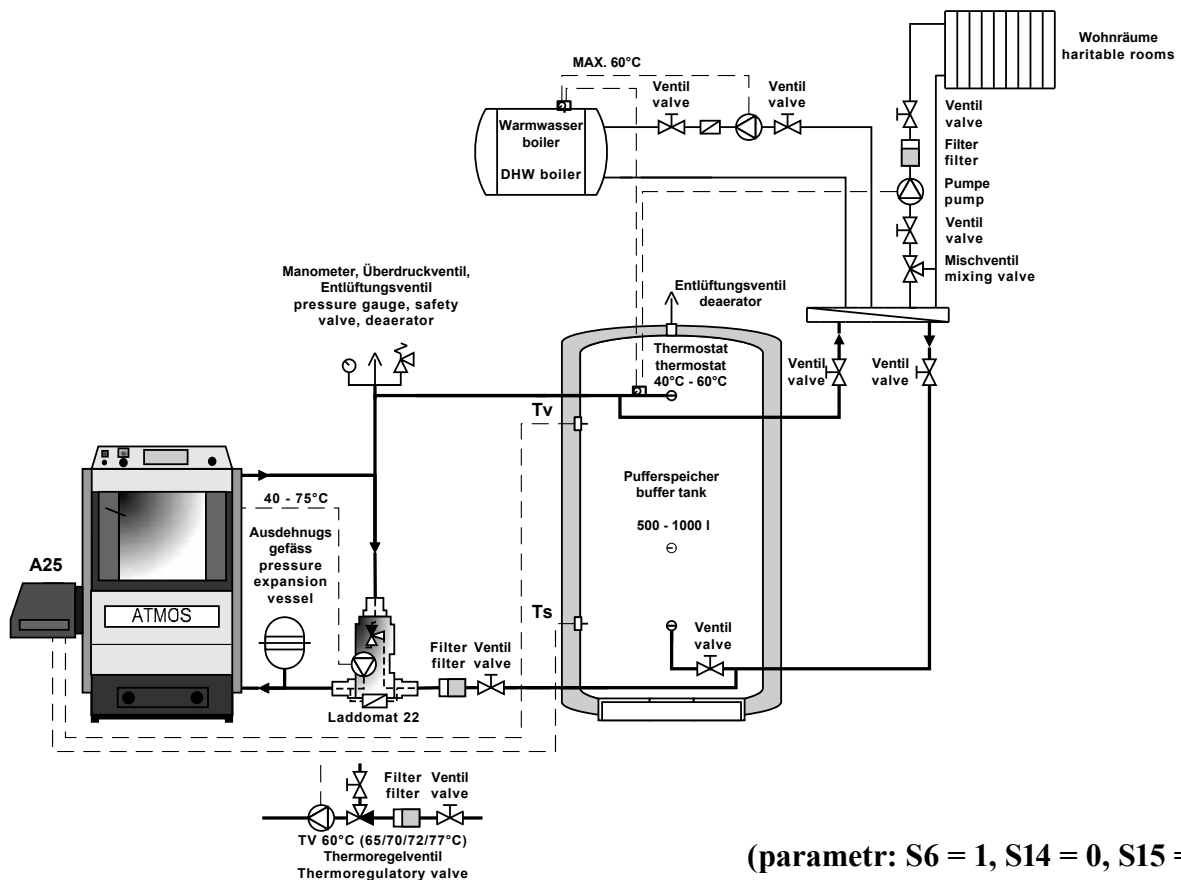 Wohnräume
haritable rooms
MAX. 60°C
Ventil
valve
Ventil
valve
Warmwasser
boiler
DHW boiler
Ventil
valve
Filter
filter
Pumpe
pump
Ventil
valve
Mischventil
mixing valve
Manometer, Überdruckventil,
Entlüftungsventil
pressure gauge, safety
valve, deaerator
Entlüftungsventil
deaerator
Thermostat
thermostat
40°C - 60°C
Ventil
valve
Ventil
valve
Tv
Pufferspeicher
buffer tank
500 - 1000 l
40 - 75°C
Ausdehnugs
gefäss
pressure
expansion
vessel
A25
ATMOS
Ts
Ventil
valve
Filter
filter
Ventil
valve
Laddomat 22
Filter
filter
Ventil
valve
TV 60°C (65/70/72/77°C)
Thermoregelventil
Thermoregulatory valve
(parametr: S6 = 1, S14 = 0, S15 =